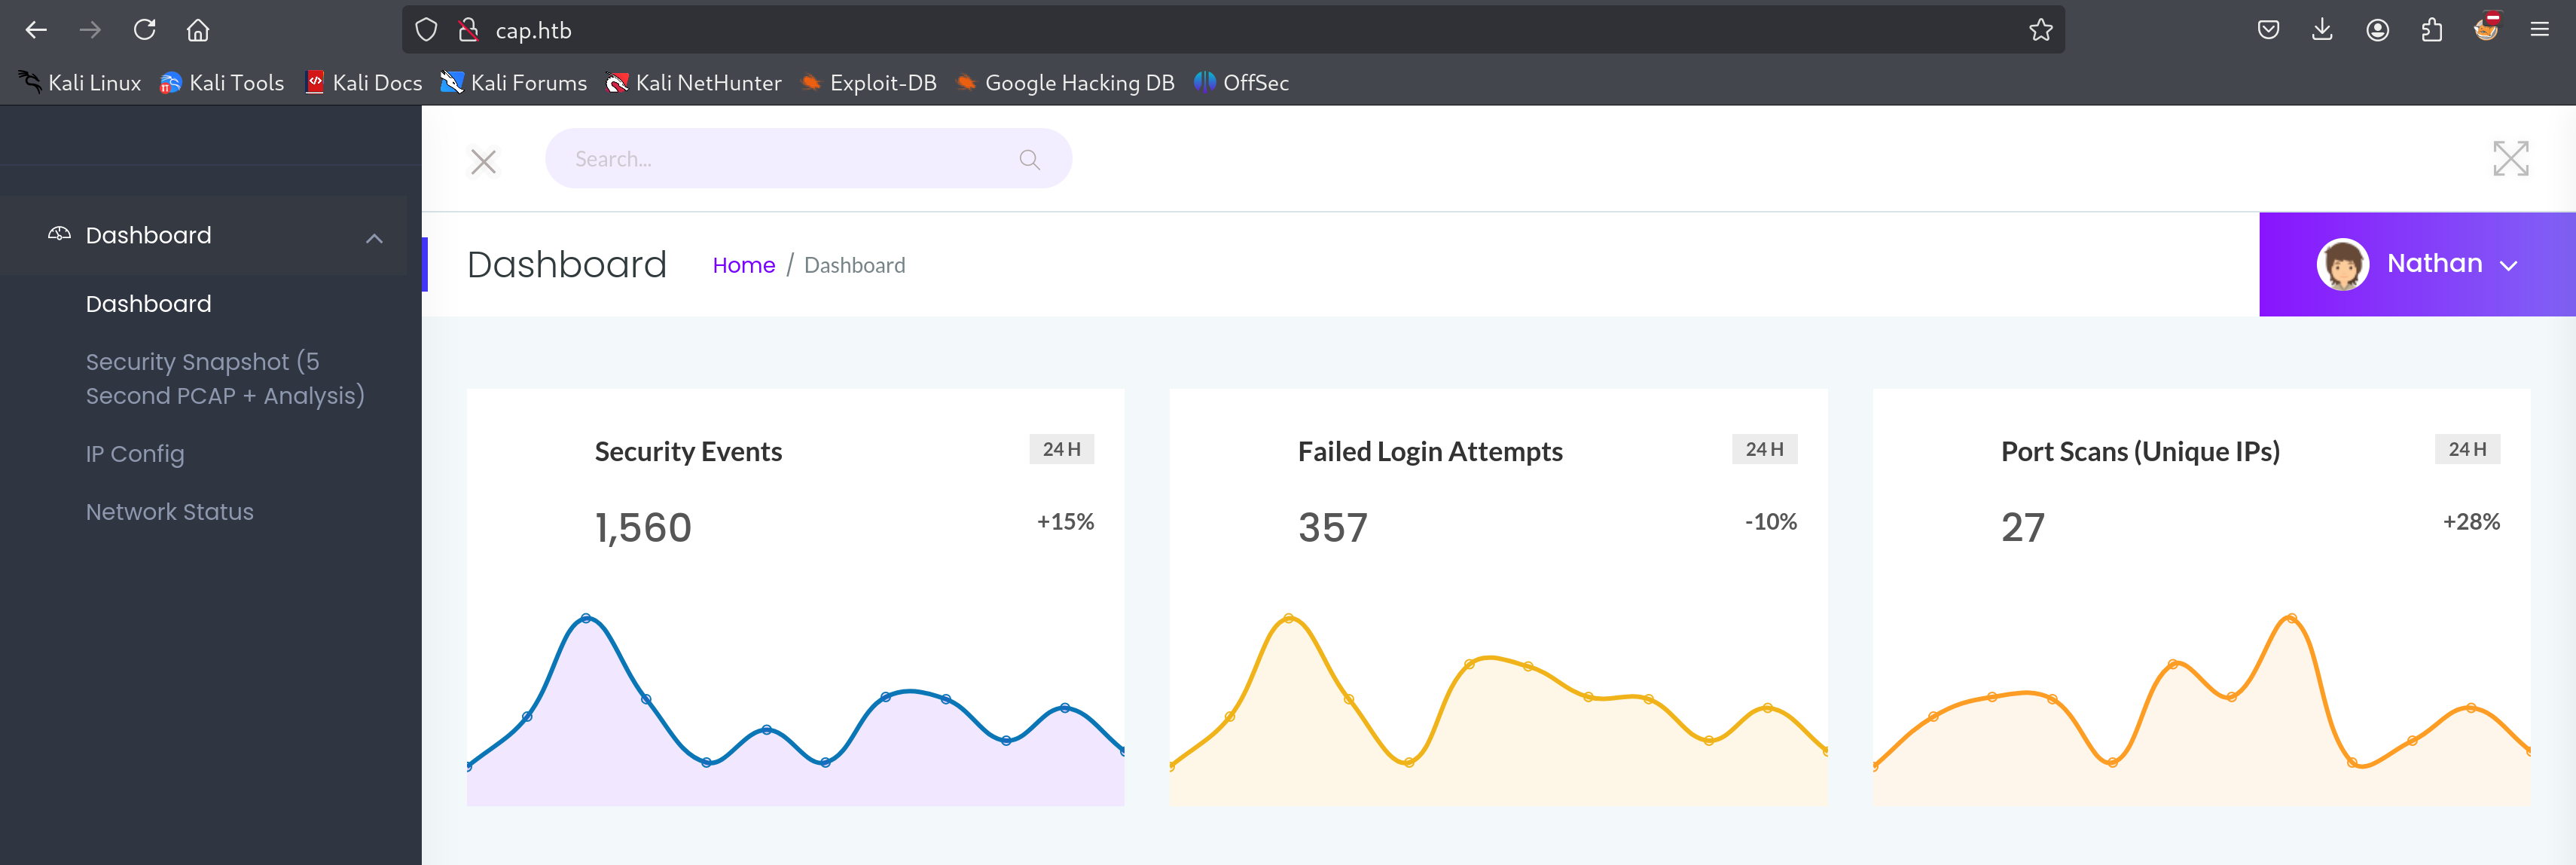 cap.htb
Kali Linux Kali Tools Kali Docs Kali Forums Kali NetHunter Exploit-DB Google Hacking DB OffSec
Search...
Dashboard
Dashboard
Security Snapshot (5
Second PCAP + Analysis)
IP Config
Network Status
Dashboard Home / Dashboard
Nathan
Security Events 24 H
1,560 +15%
Failed Login Attempts 24 H
357 -10%
Port Scans (Unique IPs) 24 H
27 +28%